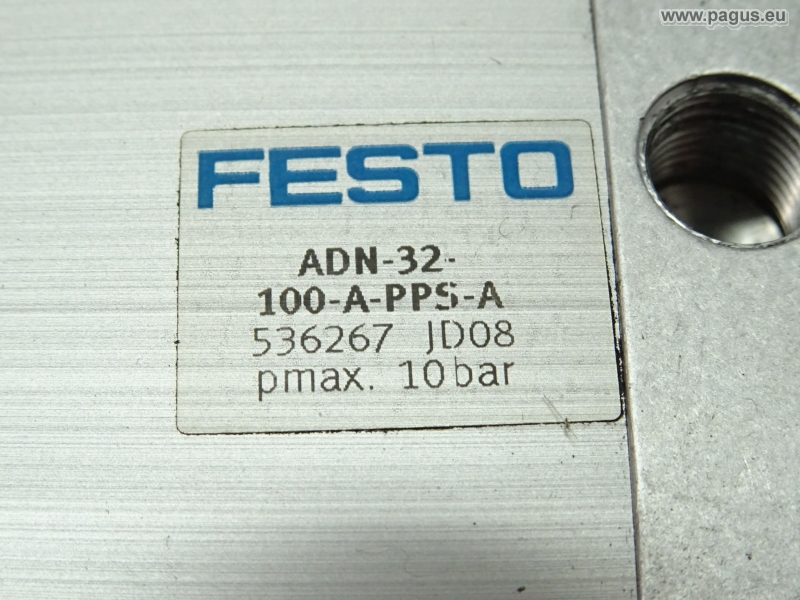 www.pagus.eu
FESTO
ADN-32-
100-A-PPS-A
536267 JD08
pmax. 10bar